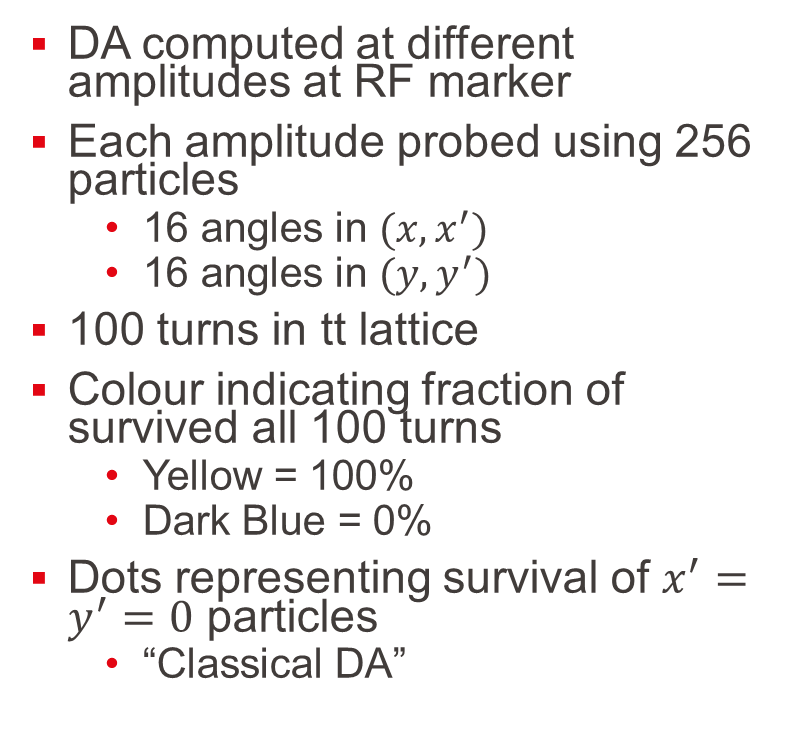 ▪ DA computed at different
amplitudes at RF marker
▪ Each amplitude probed using 256
particles
• 16 angles in (x, x′)
• 16 angles in (y, y′)
▪ 100 turns in tt lattice
▪ Colour indicating fraction of
survived all 100 turns
• Yellow = 100%
• Dark Blue = 0%
▪ Dots representing survival of x′ =
y′ = 0 particles
• “Classical DA”